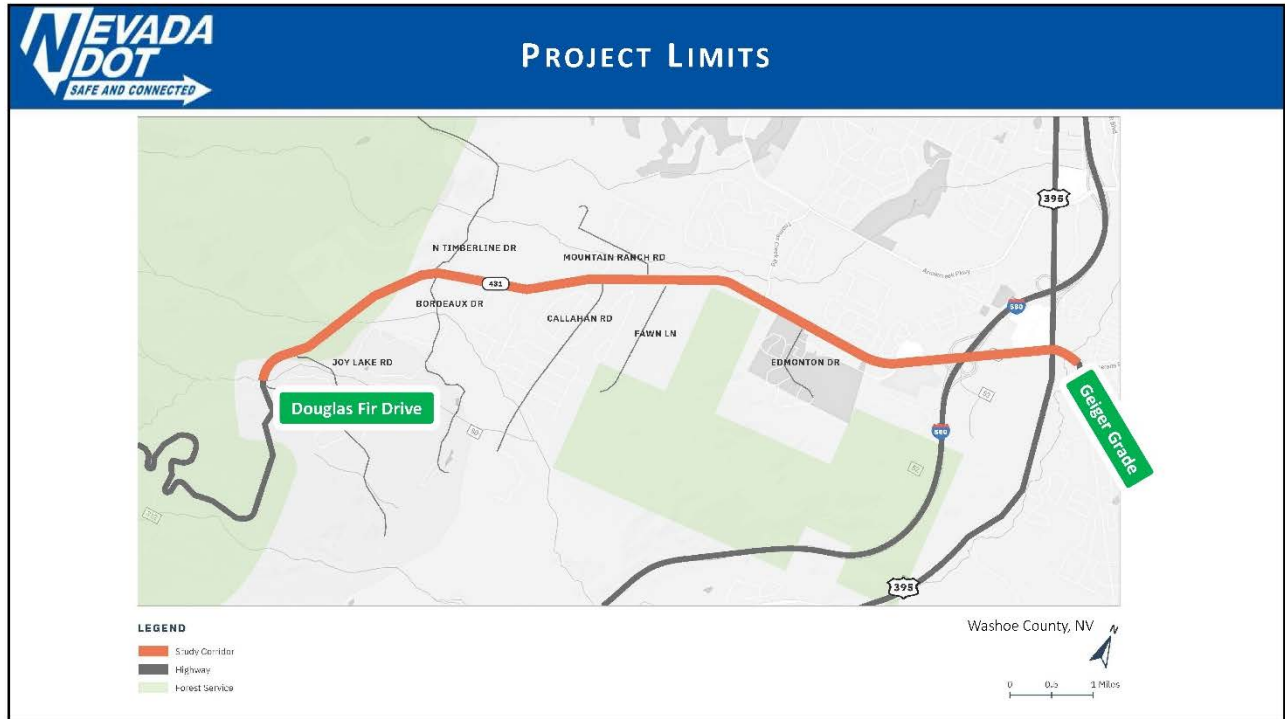 NEVADA
DOT
SAFE AND CONNECTED
PROJECT LIMITS
395
N TIMBERLINE DR
MOUNTAIN RANCH RD
431
BORDEAUX DR
CALLAHAN RD
580
FAWN LN
JOY LAKE RD
EDMONTON DR
Douglas Fir Drive
Geiger Grade
580
395
LEGEND
Study Corridor
Highway
Forest Service
Washoe County, NV
N
0 0.5 1 Miles